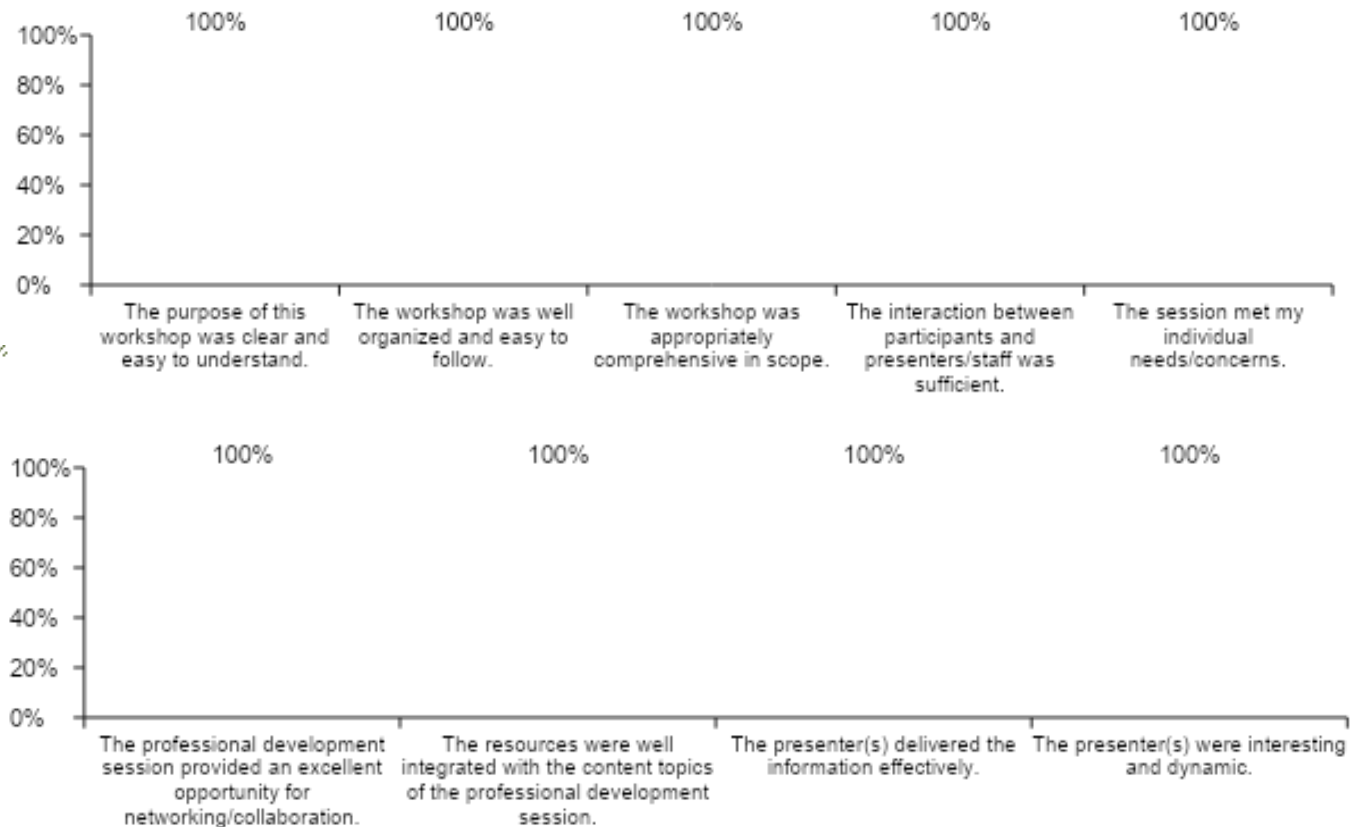 100% 100% 100% 100% 100%
100%
80%
60%
40%
20%
0%
The purpose of this
workshop was clear and
easy to understand.
The workshop was well
organized and easy to
follow.
The workshop was
appropriately
comprehensive in scope.
The interaction between
participants and
presenters/staff was
sufficient.
The session met my
individual
needs/concerns.
100% 100% 100% 100%
100%
80%
60%
40%
20%
0%
The professional development
session provided an excellent
opportunity for
networking/collaboration.
The resources were well
integrated with the content topics
of the professional development
session.
The presenter(s) delivered the
information effectively.
The presenter(s) were interesting
and dynamic.